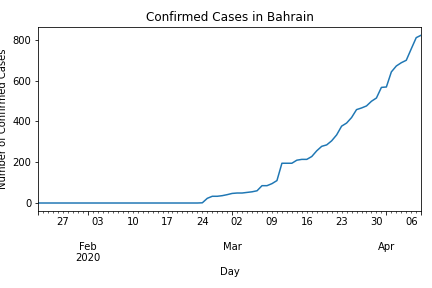 Confirmed Cases in Bahrain
Number of Confirmed Cases
800
600
400
200
0
27 03 10 17 24 02 09 16 23 30 06
Feb Mar Apr
2020
Day